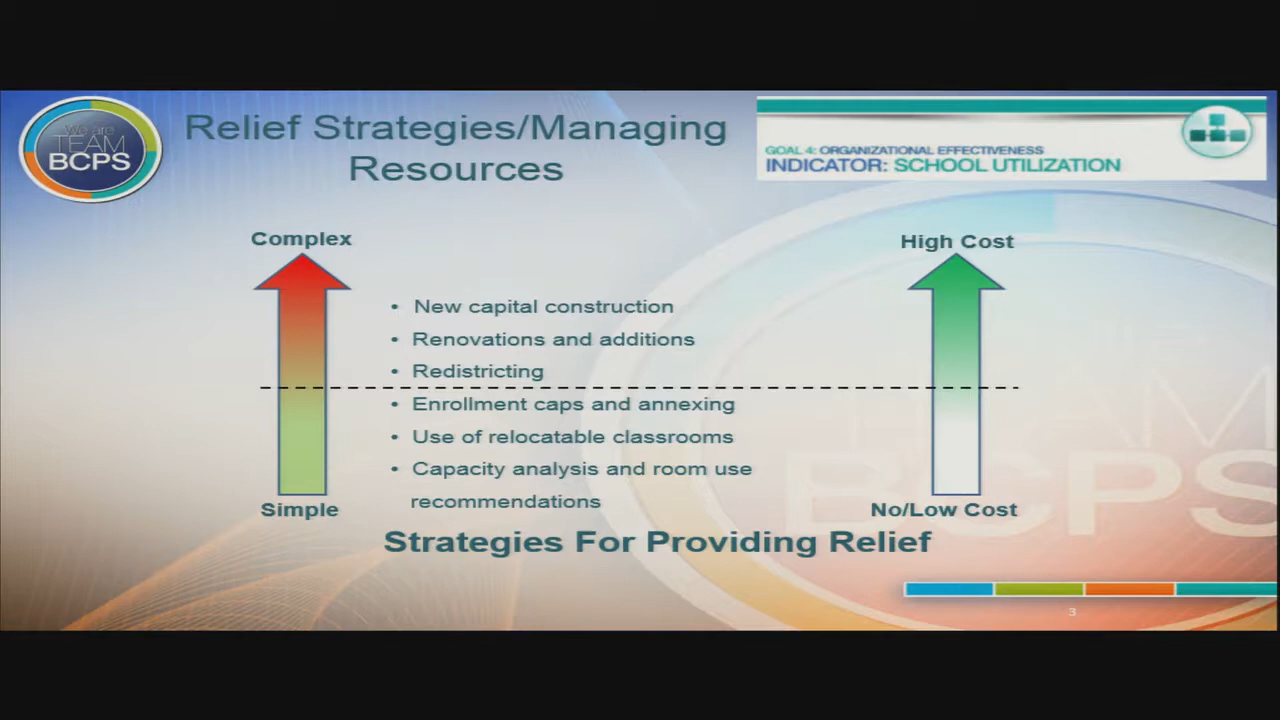 We are
TEAM
BCPS
Relief Strategies/Managing
Resources
GOAL 4: ORGANIZATIONAL EFFECTIVENESS
INDICATOR: SCHOOL UTILIZATION
Complex
High Cost
• New capital construction
• Renovations and additions
• Redistricting
• Enrollment caps and annexing
• Use of relocatable classrooms
• Capacity analysis and room use
recommendations
Simple
No/Low Cost
Strategies For Providing Relief
TEAM
BCPS
3